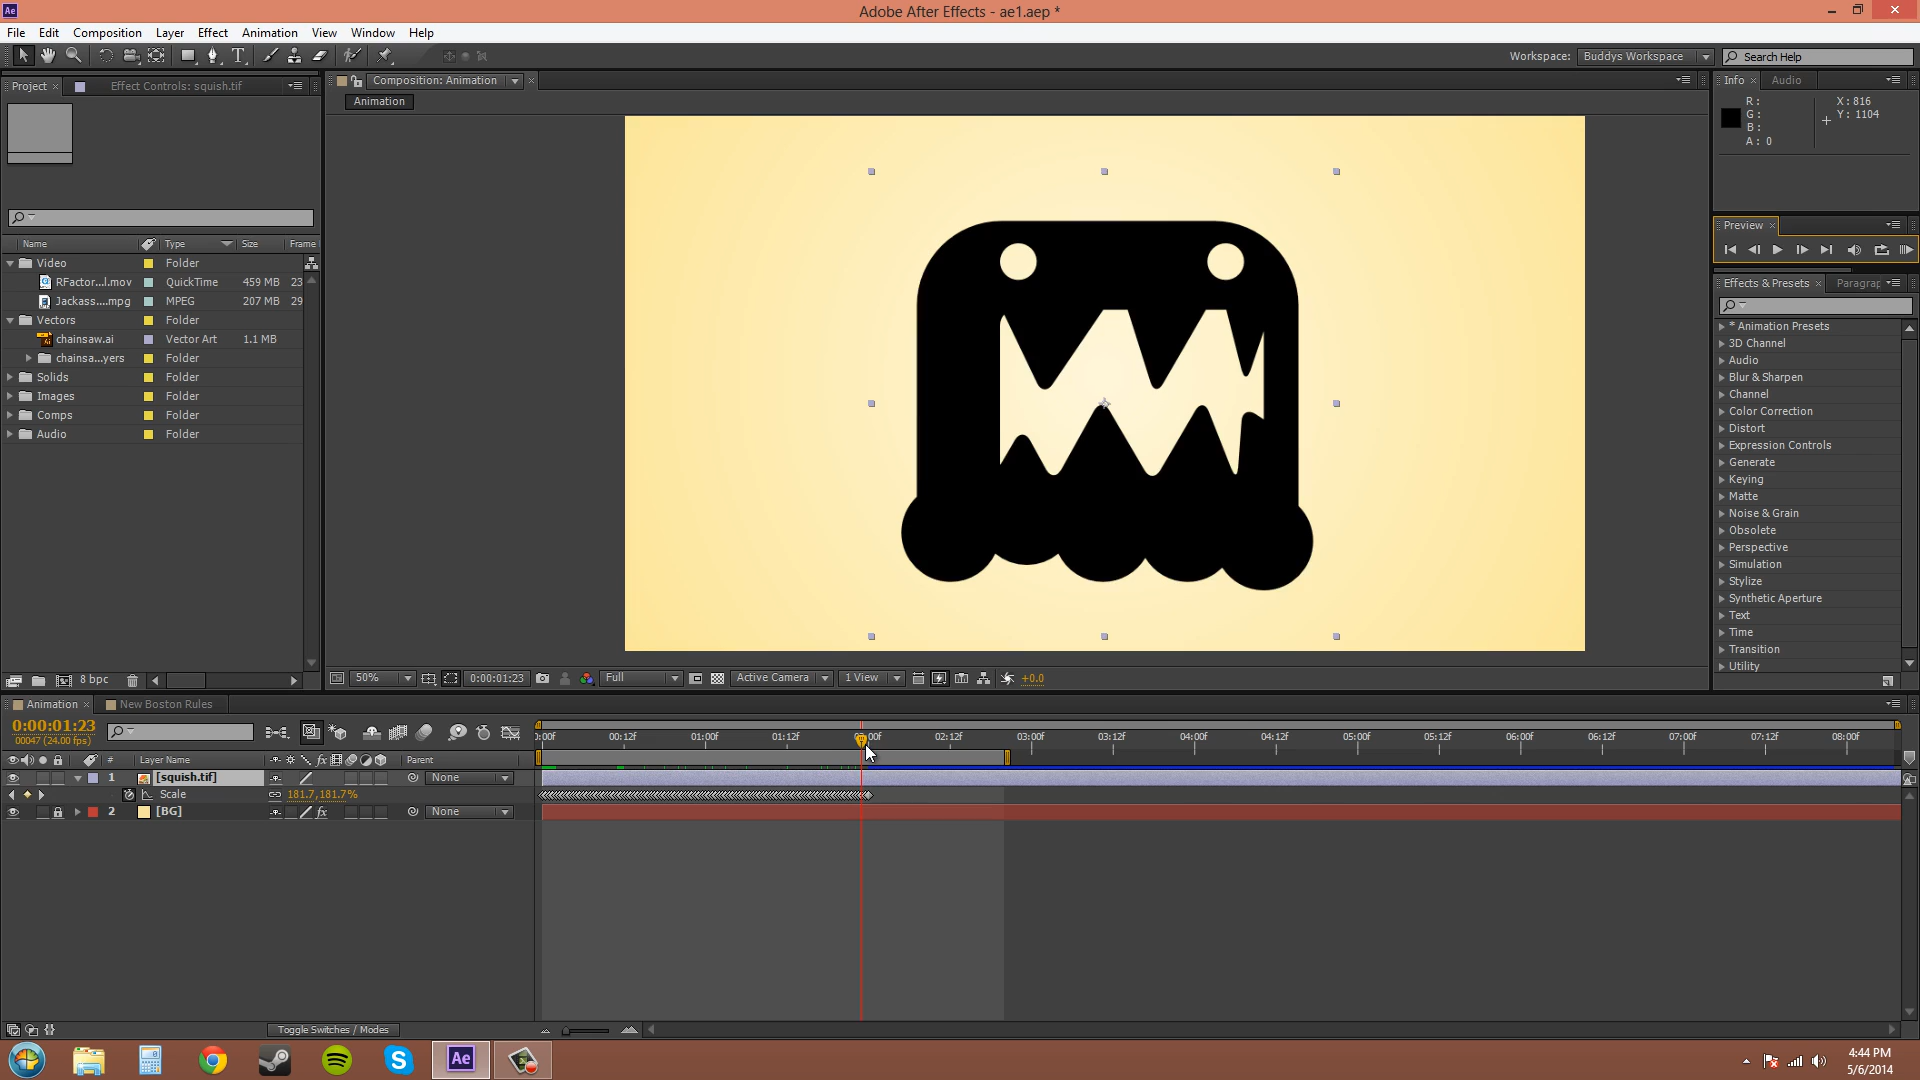 Ae
Adobe After Effects - ae1.aep *
File Edit Composition Layer Effect Animation View Window Help
Workspace: Buddys Workspace
Search Help
Project
Effect Controls: squish.tif
Composition: Animation
Animation
Info
Audio
R:
G:
B:
A: 0
X: 816
Y: 1104
Preview
Name Type Size Frame
Video Folder
RFactor...l.mov QuickTime 459 MB 23
Jackass....mpg MPEG 207 MB 29
Vectors Folder
chainsaw.ai Vector Art 1.1 MB
chainsa...yers Folder
Solids Folder
Images Folder
Comps Folder
Audio Folder
8 bpc
Effects & Presets
Paragrap
* Animation Presets
3D Channel
Audio
Blur & Sharpen
Channel
Color Correction
Distort
Expression Controls
Generate
Keying
Matte
Noise & Grain
Obsolete
Perspective
Simulation
Stylize
Synthetic Aperture
Text
Time
Transition
Utility
50% 0:00:01:23 Full Active Camera 1 View +0.0
Animation
New Boston Rules
0:00:01:23
00047 (24.00 fps)
0:00f 00:12f 01:00f 01:12f 02:00f 02:12f 03:00f 03:12f 04:00f 04:12f 05:00f 05:12f 06:00f 06:12f 07:00f 07:12f 08:00f
# Layer Name fx Parent
1 [squish.tif] None
Scale 181.7,181.7%
2 [BG] fx None
Toggle Switches / Modes
Ae
4:44 PM
5/6/2014